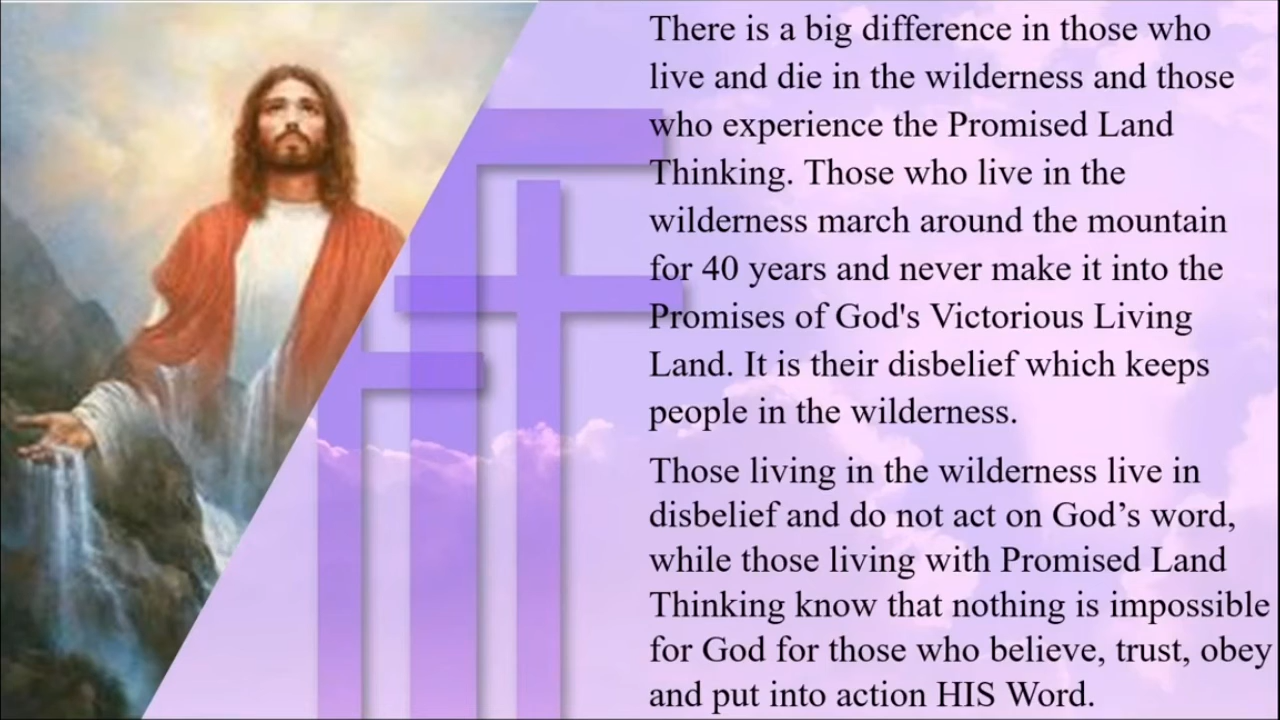 There is a big difference in those who
live and die in the wilderness and those
who experience the Promised Land
Thinking. Those who live in the
wilderness march around the mountain
for 40 years and never make it into the
Promises of God's Victorious Living
Land. It is their disbelief which keeps
people in the wilderness.
Those living in the wilderness live in
disbelief and do not act on God’s word,
while those living with Promised Land
Thinking know that nothing is impossible
for God for those who believe, trust, obey
and put into action HIS Word.